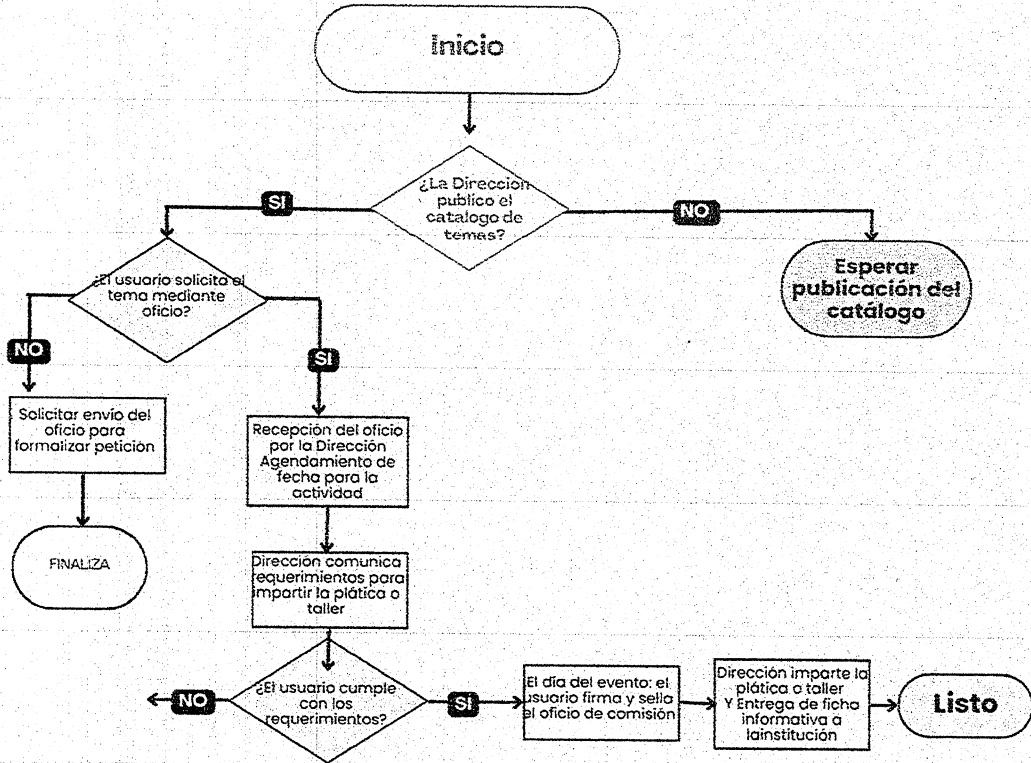 Inicio
¿La Dirección
publico el
catalogo de
temas?
SI
NO
Esperar
publicación del
catálogo
¿El usuario solicita el
tema mediante
oficio?
NO
SI
Solicitar envío del
oficio para
formalizar petición
FINALIZA
Recepción del oficio
por la Dirección
Agendamiento de
fecha para la
actividad
Dirección comunica
requerimientos para
impartir la plática o
taller
¿El usuario cumple
con los
requerimientos?
NO
SI
El día del evento: el
usuario firma y sella
el oficio de comisión
Dirección imparte la
plática o taller
Y Entrega de ficha
informativa a
lainstitución
Listo